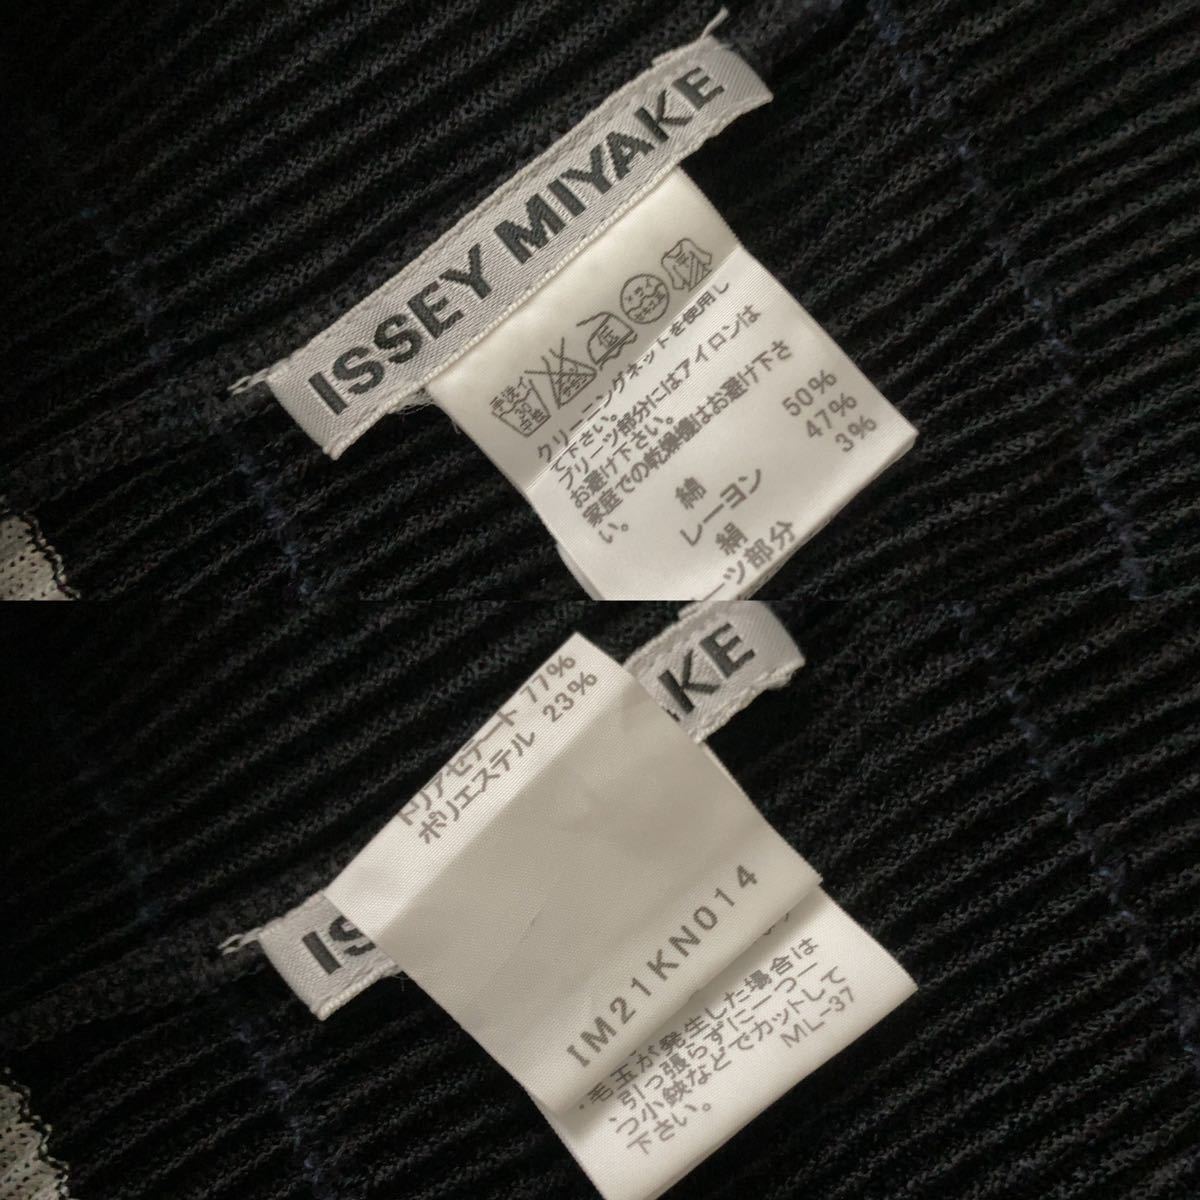 ISSEY MIYAKE
手洗イ
30
中性
中
クリーニングネットを使用し
て下さい。
プリーツ部分にはアイロンは
お避け下さい。
家庭での乾燥機はお避け下さ
い。
綿 50%
レーヨン 47%
絹 3%
ーツ部分
AKE
IS
トリアセテート 77%
ポリエステル 23%
IM21KN014
毛玉が発生した場合は
引っ張らずに一つ一
つ小鋏などでカットして
下さい。
ML-37